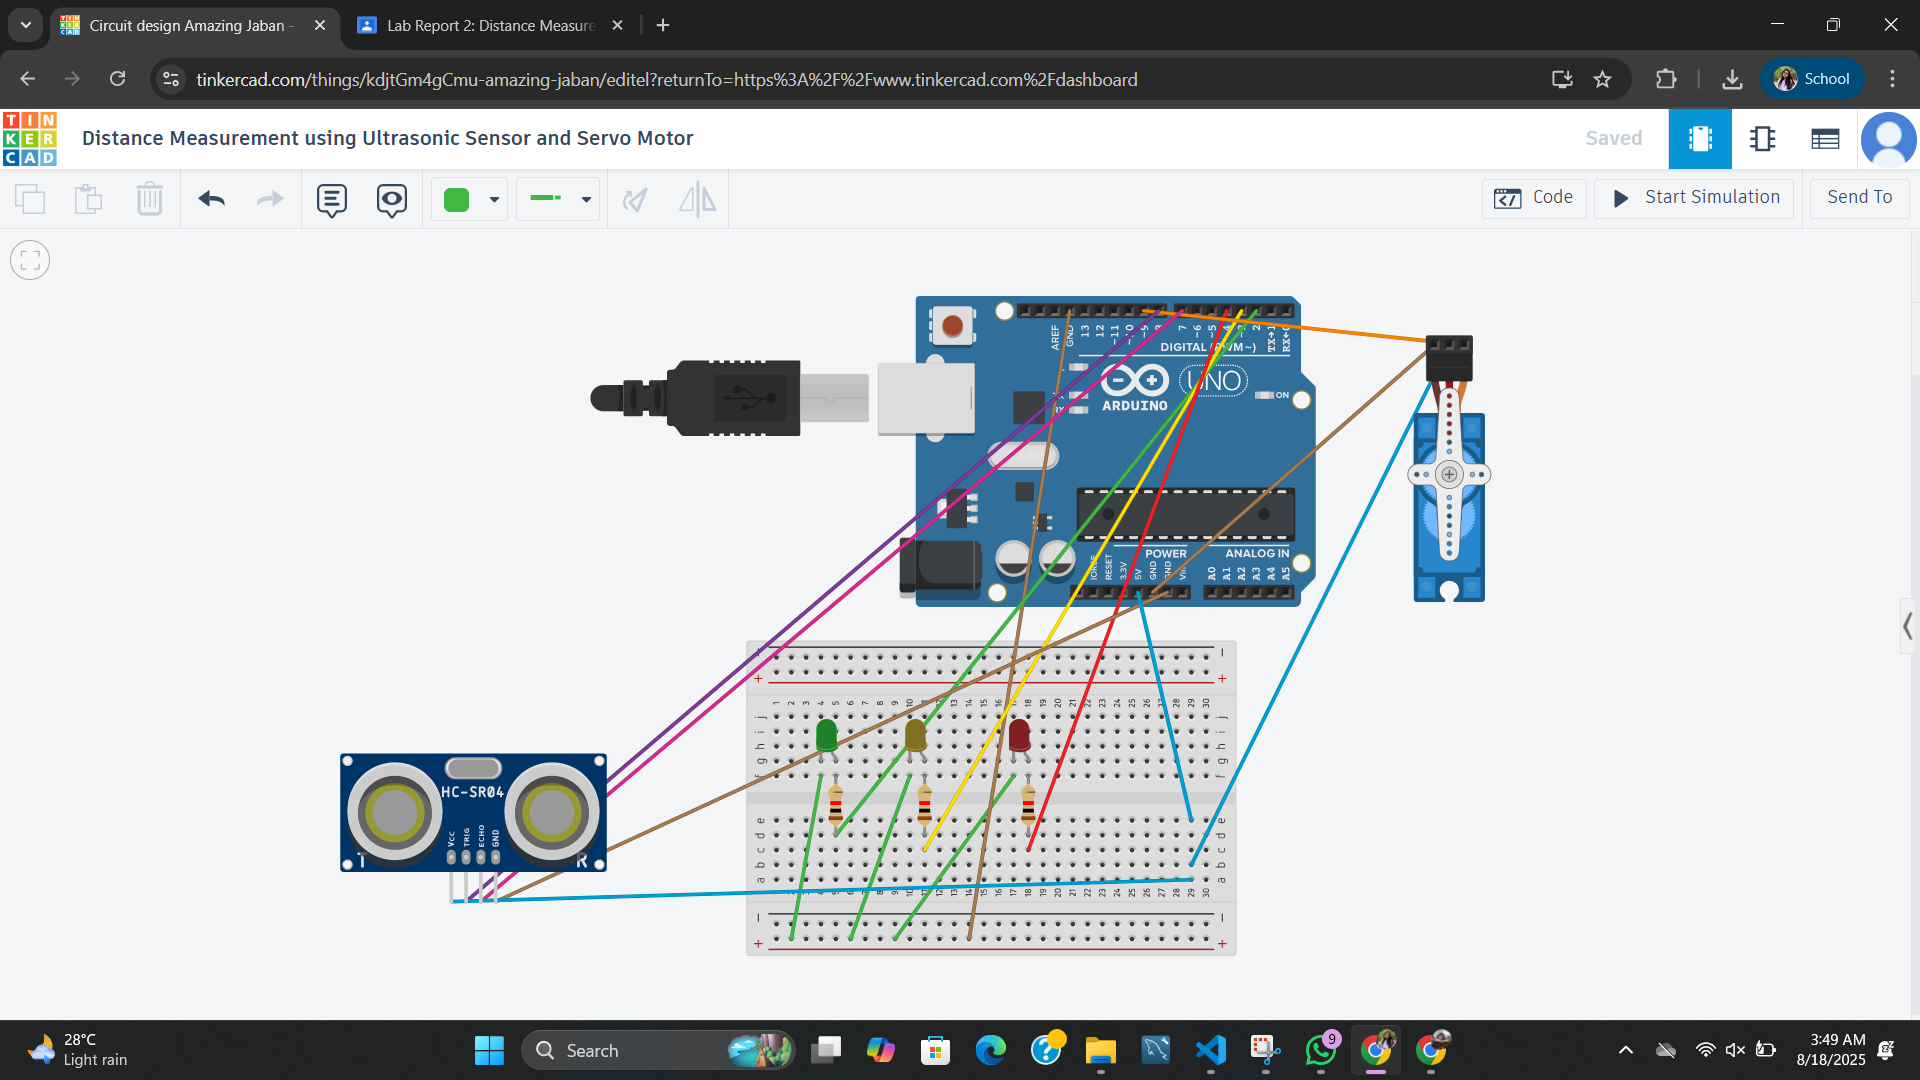 Circuit design Amazing Jaban -
Lab Report 2: Distance Measure
tinkercad.com/things/kdjtGm4gCmu-amazing-jaban/editel?returnTo=https%3A%2F%2Fwww.tinkercad.com%2Fdashboard
School
TIN
KER
CAD
Distance Measurement using Ultrasonic Sensor and Servo Motor
Saved
Code
Start Simulation
Send To
AREF
GND
13
12
~11
~10
~9
8
7
~6
~5
4
2
TX→1
RX←0
DIGITAL (PWM~)
UNO
ARDUINO
ON
POWER
ANALOG IN
IOREF
RESET
3.3V
5V
GND
GND
Vin
A0
A1
A2
A3
A4
A5
HC-SR04
VCC
TRIG
ECHO
GND
T
R
28°C
Light rain
Search
9
3:49 AM
8/18/2025